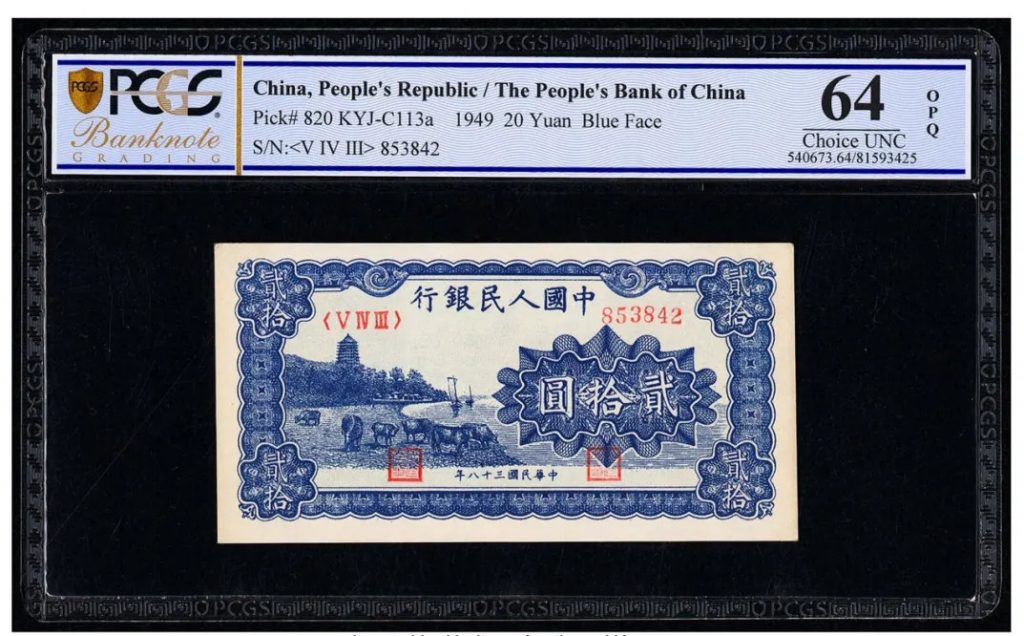 PCGS
PCGS
Banknote
GRADING
China, People's Republic / The People's Bank of China
Pick# 820 KYJ-C113a 1949 20 Yuan Blue Face
S/N:<V IV III> 853842
64
Choice UNC
540673.64/81593425
OPQ
行銀民人國中
〈V IV III〉
853842
貳拾
貳拾
圓拾貳
貳拾
貳拾
年八十三國民華中